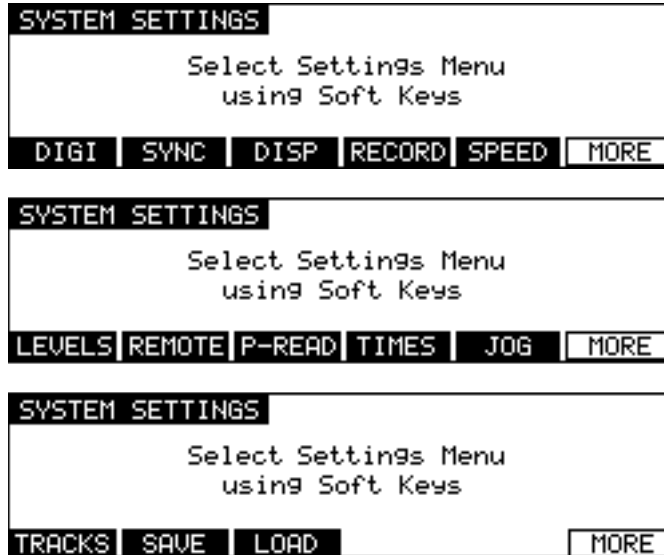 SYSTEM SETTINGS
Select Settings Menu
using Soft Keys
DIGI SYNC DISP RECORD SPEED MORE
SYSTEM SETTINGS
Select Settings Menu
using Soft Keys
LEVELS REMOTE P-READ TIMES JOG MORE
SYSTEM SETTINGS
Select Settings Menu
using Soft Keys
TRACKS SAVE LOAD MORE